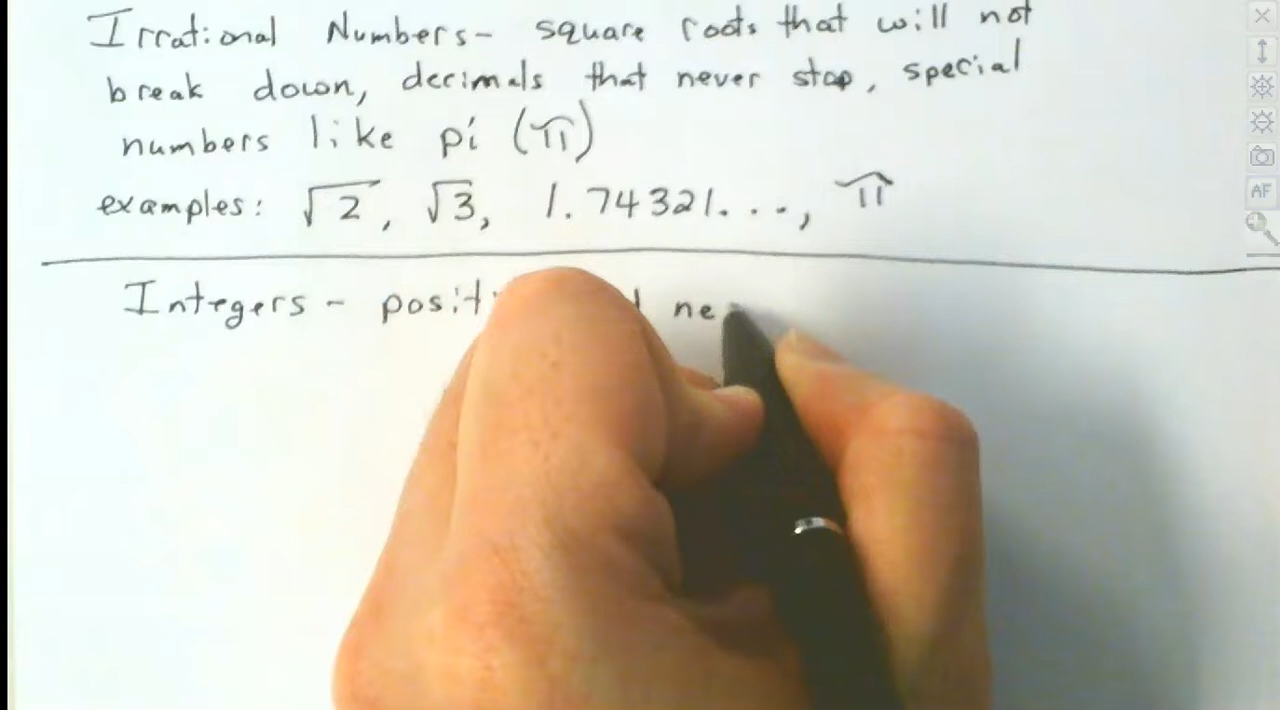 Irrational Numbers- square roots that will not
break down, decimals that never stop, special
numbers like pi (π)
examples: √2, √3, 1.74321..., π
Integers - 
AF